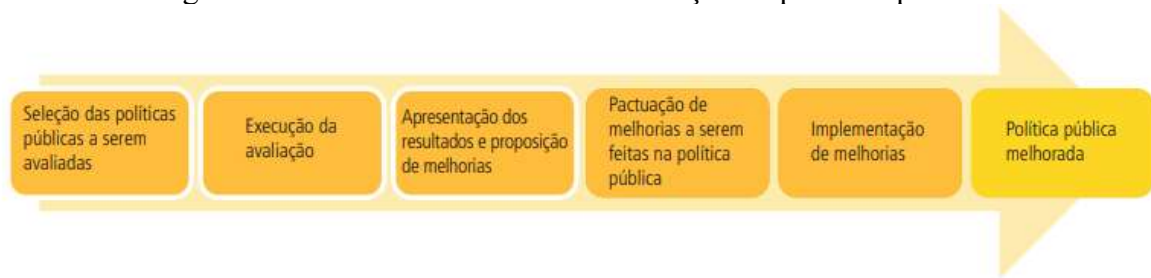 Seleção das políticas
públicas a serem
avaliadas
Execução da
avaliação
Apresentação dos
resultados e proposição
de melhorias
Pactuação de
melhorias a serem
feitas na política
pública
Implementação
de melhorias
Política pública
melhorada